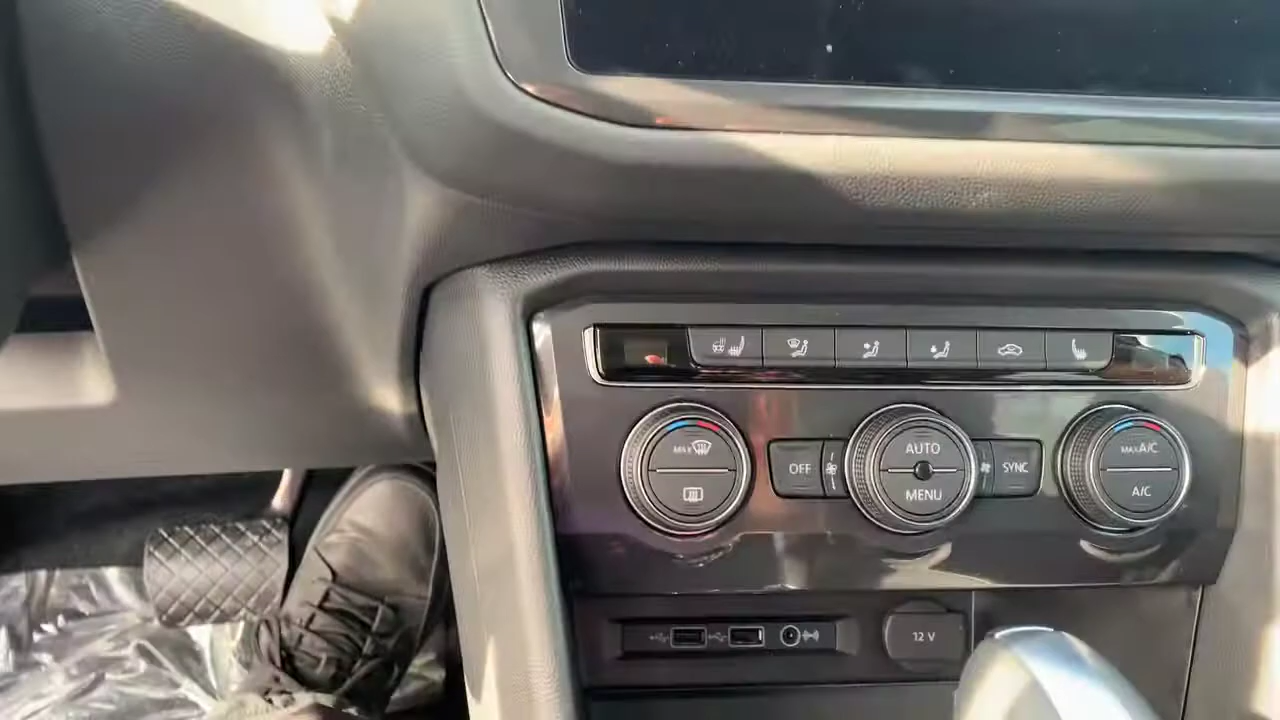 MAX
OFF
AUTO
MENU
SYNC
MAX A/C
A/C
12 V